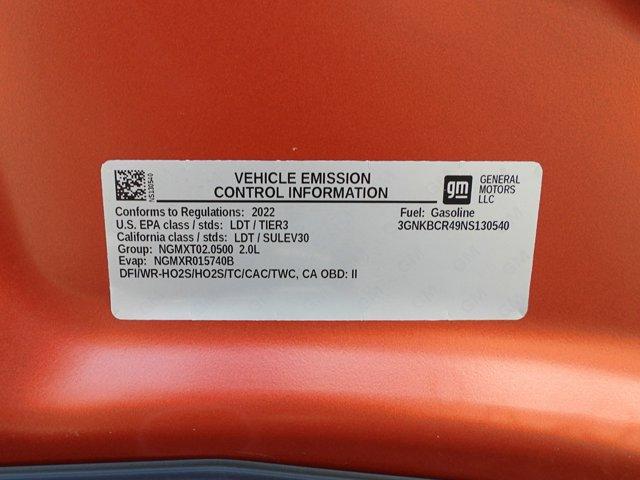 NS130540
VEHICLE EMISSION
CONTROL INFORMATION
gm
GENERAL
MOTORS
LLC
Conforms to Regulations: 2022
Fuel: Gasoline
U.S. EPA class / stds: LDT / TIER3
3GNKBCR49NS130540
California class / stds: LDT / SULEV30
Group: NGMXT02.0500 2.0L
Evap: NGMXR015740B
DFI/WR-HO2S/HO2S/TC/CAC/TWC, CA OBD: II